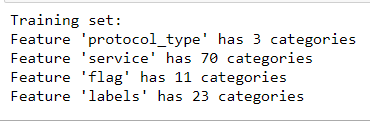 Training set:
Feature 'protocol_type' has 3 categories
Feature 'service' has 70 categories
Feature 'flag' has 11 categories
Feature 'labels' has 23 categories